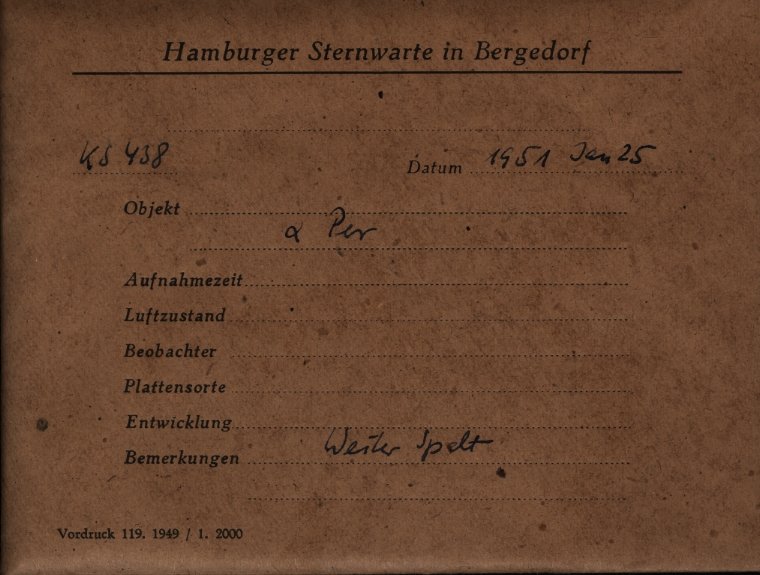 Hamburger Sternwarte in Bergedorf
KS 438 Datum 1951 Jan 25
Objekt
α Per
Aufnahmezeit
Luftzustand
Beobachter
Plattensorte
Entwicklung
Bemerkungen Weiter Spalt
Vordruck 119. 1949 / 1. 2000